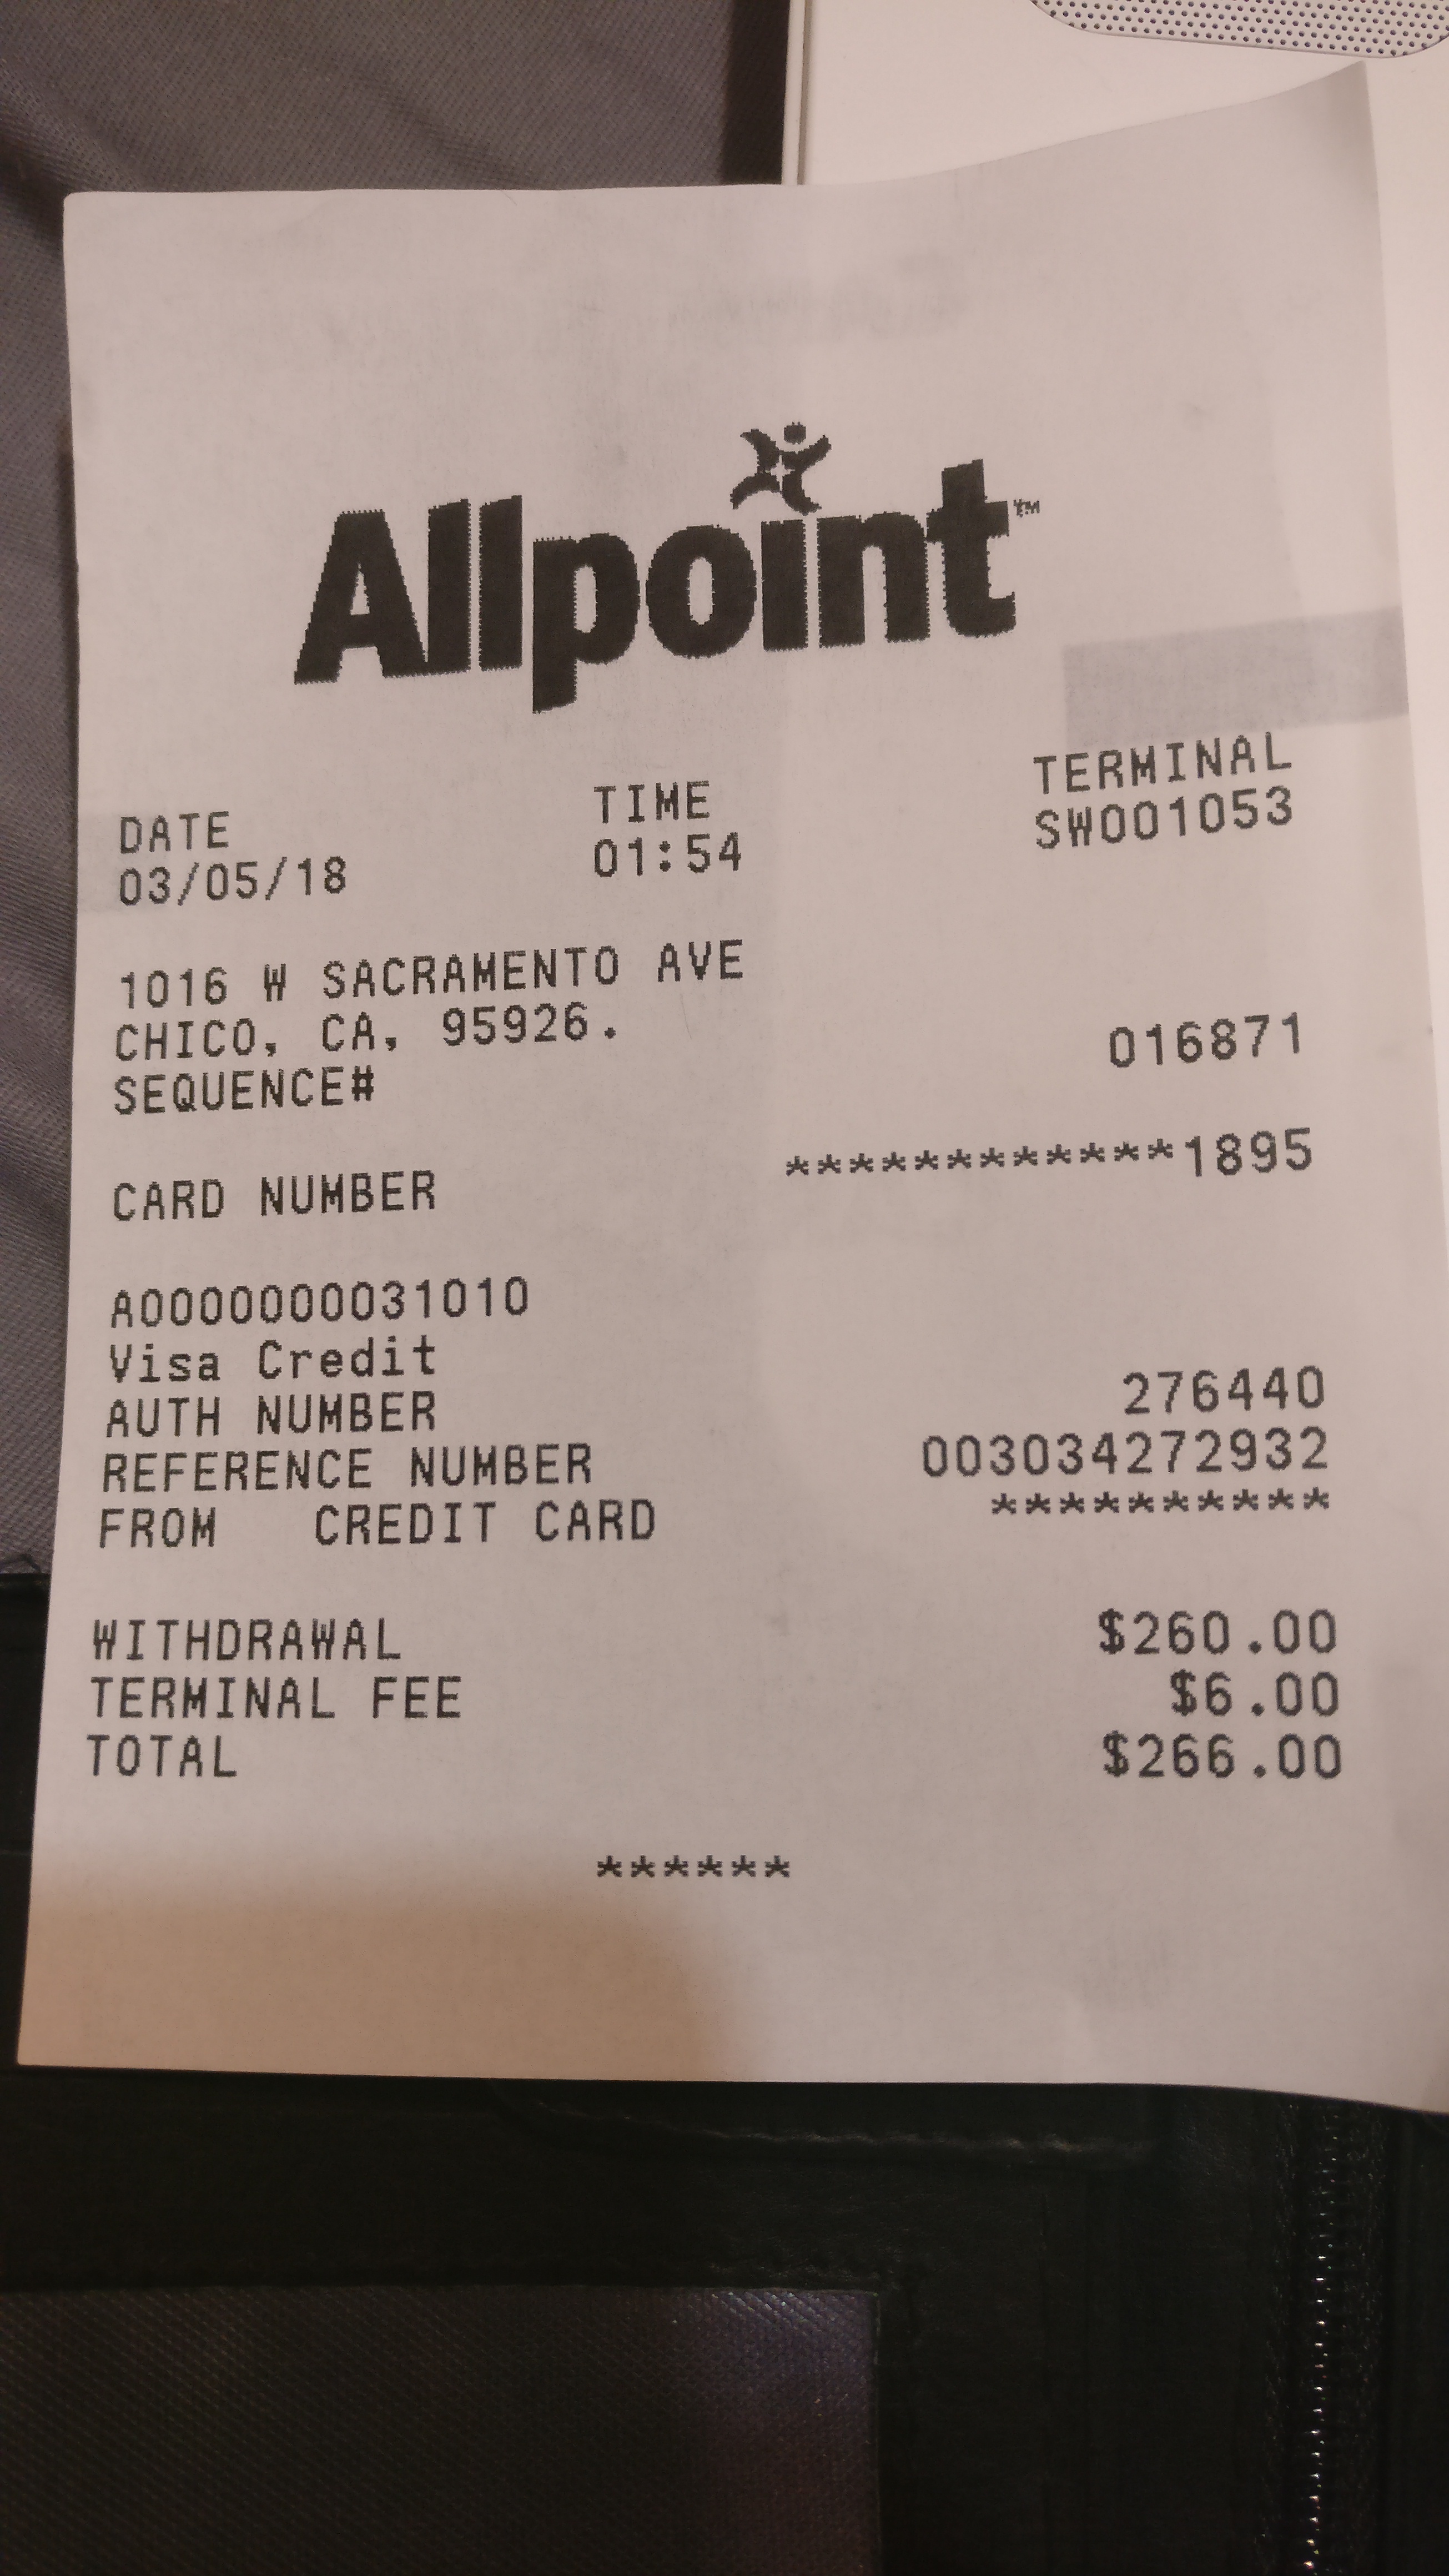 Allpoint™
DATE TIME TERMINAL
03/05/18 01:54 SW001053
1016 W SACRAMENTO AVE
CHICO, CA, 95926.
SEQUENCE# 016871
CARD NUMBER ************1895
A0000000031010
Visa Credit
AUTH NUMBER 276440
REFERENCE NUMBER 003034272932
FROM CREDIT CARD **********
WITHDRAWAL $260.00
TERMINAL FEE $6.00
TOTAL $266.00
******